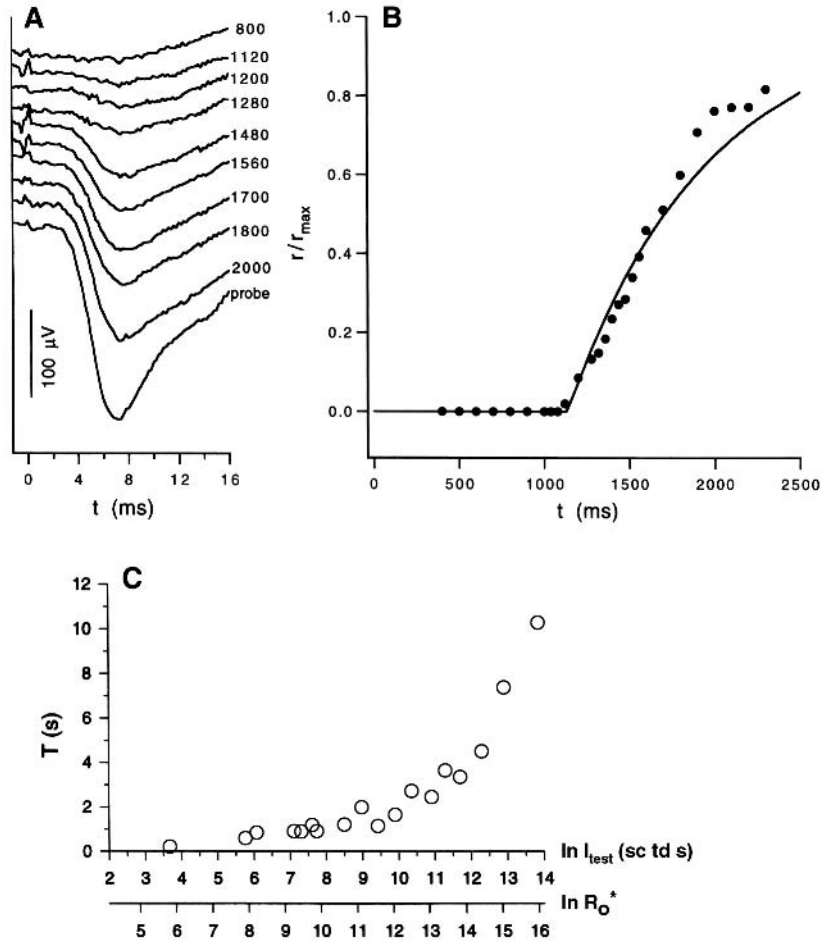 A
800
1120
1200
1280
1480
1560
1700
1800
2000
probe
100 µV
0 4 8 12 16
t (ms)
B
1.0
0.8
0.6
0.4
0.2
0.0
r/r_max
0 500 1000 1500 2000 2500
t (ms)
C
12
10
8
6
4
2
0
T (s)
2 3 4 5 6 7 8 9 10 11 12 13 14
ln I_test (sc td s)
5 6 7 8 9 10 11 12 13 14 15 16
ln R_o*